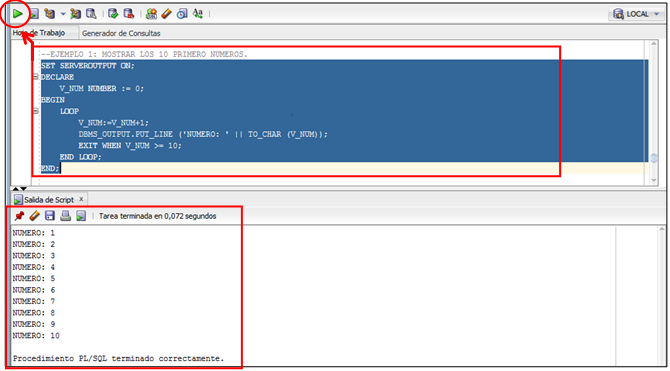 LOCAL
Hoja de Trabajo Generador de Consultas
--EJEMPLO 1: MOSTRAR LOS 10 PRIMERO NUMEROS.
SET SERVEROUTPUT ON;
DECLARE
V_NUM NUMBER := 0;
BEGIN
LOOP
V_NUM:=V_NUM+1;
DBMS_OUTPUT.PUT_LINE ('NUMERO: ' || TO_CHAR (V_NUM));
EXIT WHEN V_NUM >= 10;
END LOOP;
END;
Salida de Script x
Tarea terminada en 0,072 segundos
NUMERO: 1
NUMERO: 2
NUMERO: 3
NUMERO: 4
NUMERO: 5
NUMERO: 6
NUMERO: 7
NUMERO: 8
NUMERO: 9
NUMERO: 10
Procedimiento PL/SQL terminado correctamente.